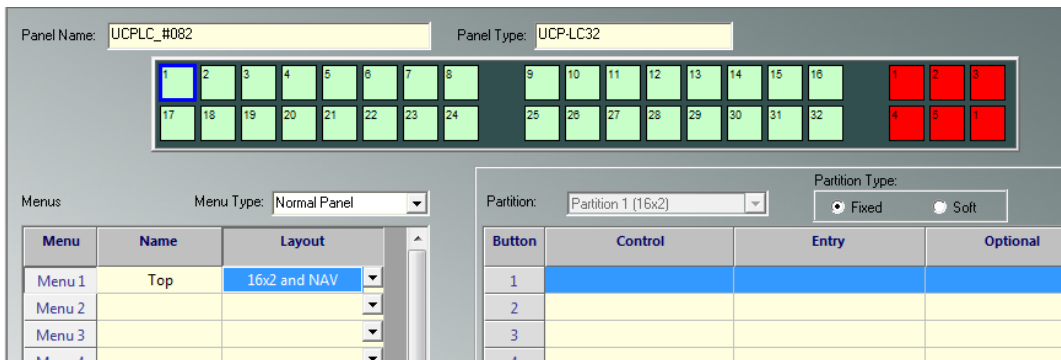 Panel Name: UCPLC_#082 Panel Type: UCP-LC32
1 2 3 4 5 6 7 8 9 10 11 12 13 14 15 16 1 2 3
17 18 19 20 21 22 23 24 25 26 27 28 29 30 31 32 4 5 1
Partition Type:
Menus Menu Type: Normal Panel Partition: Partition 1 (16x2) Fixed Soft
Menu Name Layout Button Control Entry Optional
Menu 1 Top 16x2 and NAV 1
Menu 2 2
Menu 3 3